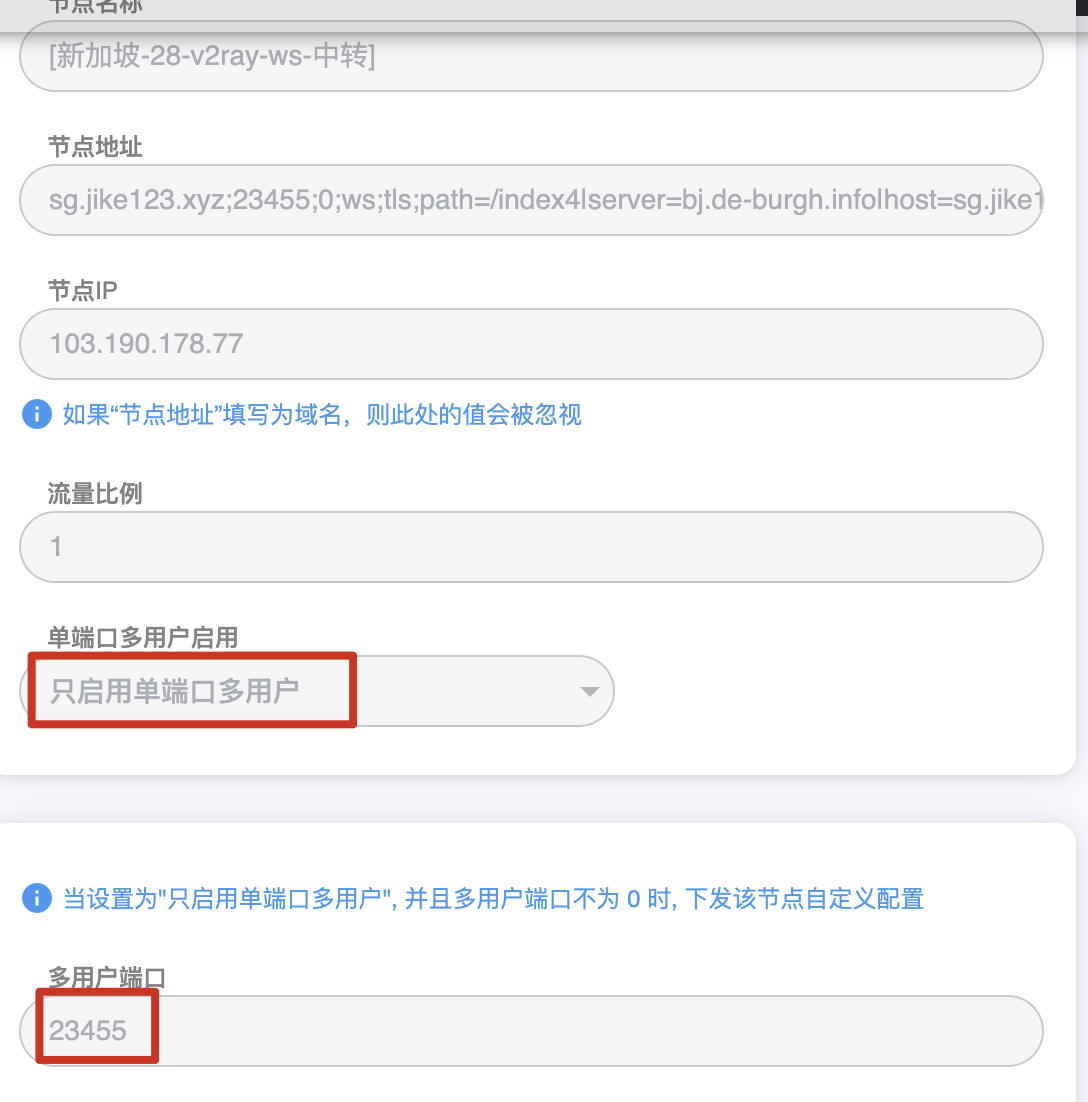 节点名称
[新加坡-28-v2ray-ws-中转]
节点地址
sg.jike123.xyz;23455;0;ws;tls;path=/index4|server=bj.de-burgh.info|host=sg.jike1
节点IP
103.190.178.77
如果“节点地址”填写为域名，则此处的值会被忽视
流量比例
1
单端口多用户启用
只启用单端口多用户
当设置为"只启用单端口多用户", 并且多用户端口不为 0 时, 下发该节点自定义配置
多用户端口
23455